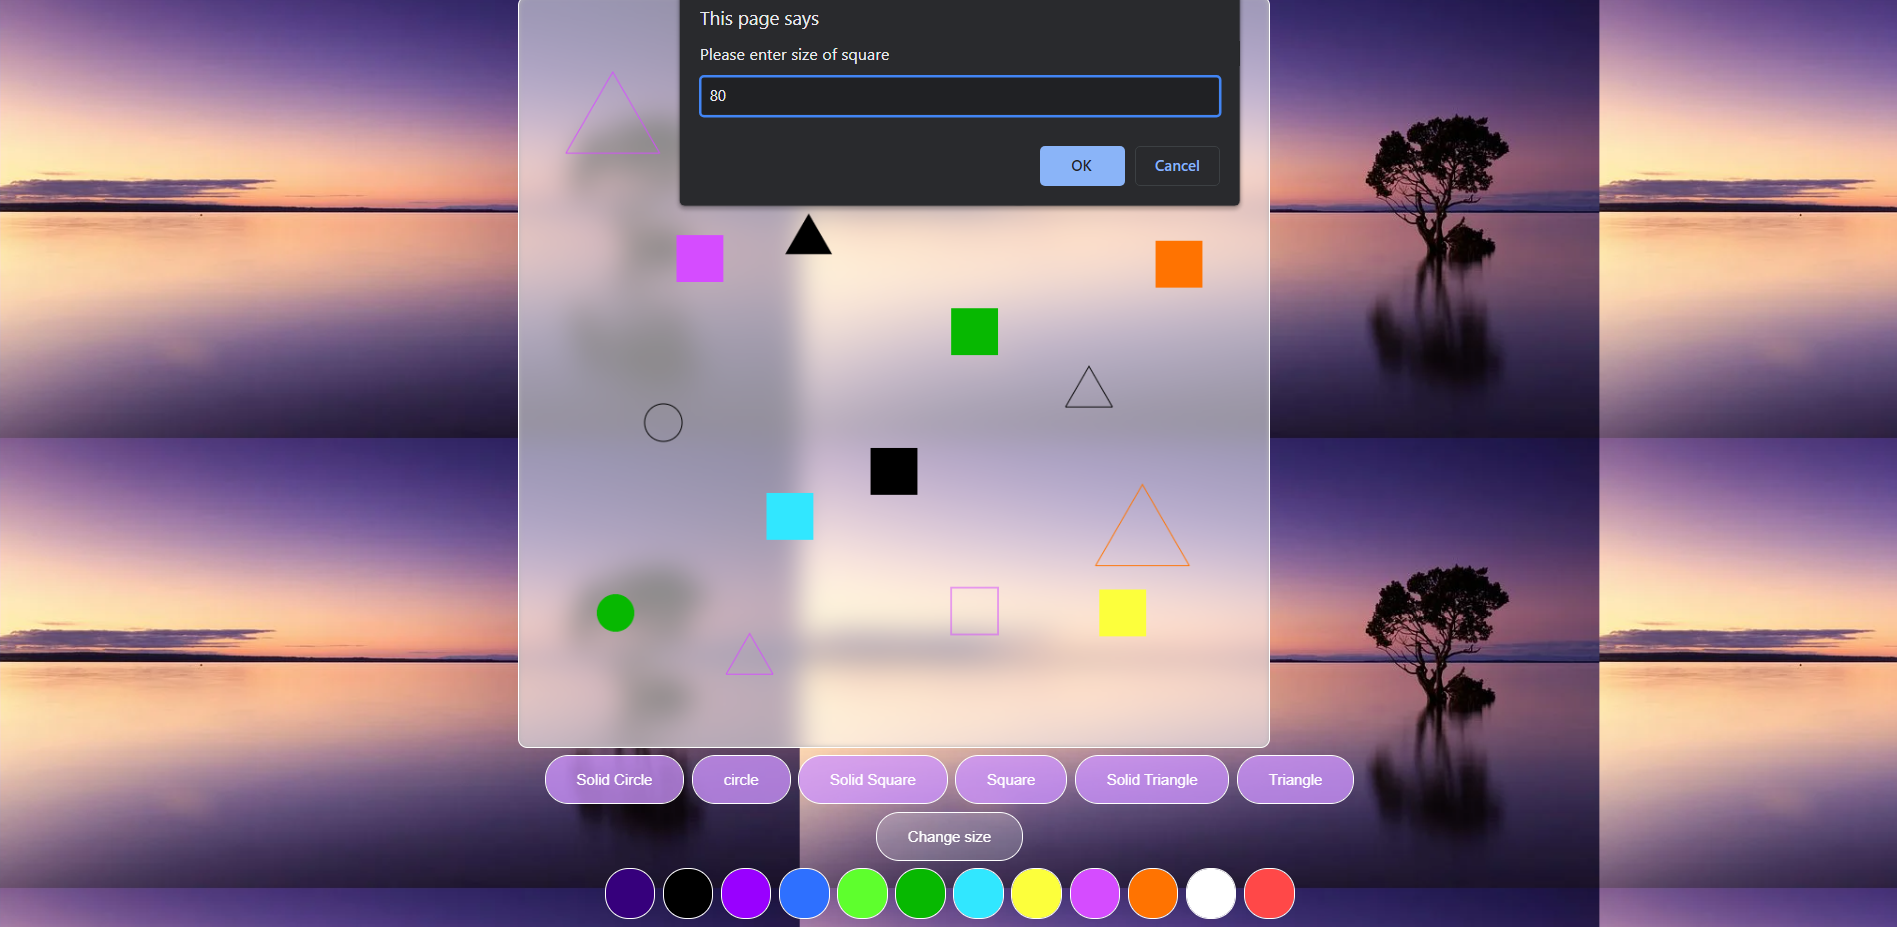 This page says
Please enter size of square
80
OK Cancel
Solid Circle circle Solid Square Square Solid Triangle Triangle
Change size